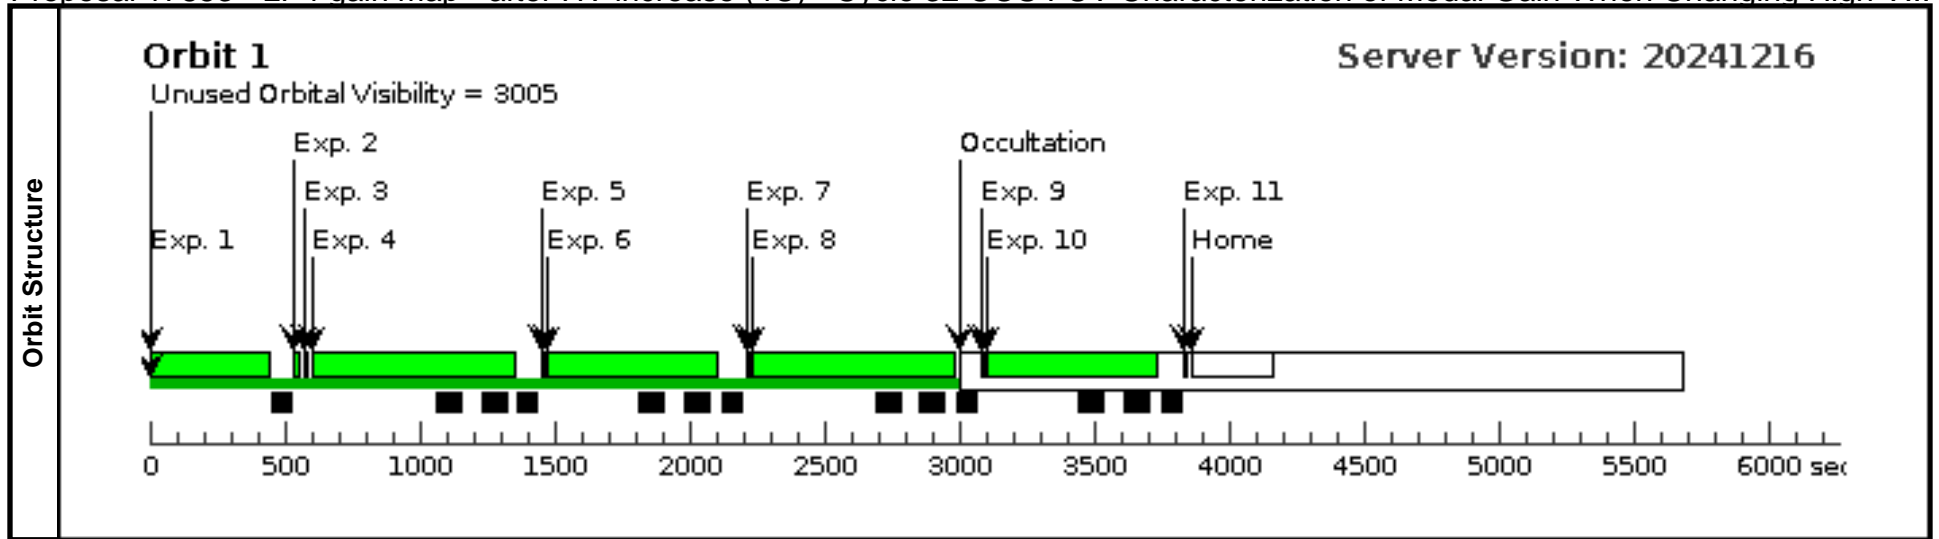 Orbit 1
Server Version: 20241216
Unused Orbital Visibility = 3005
Exp. 2
Occultation
Exp. 3
Exp. 5
Exp. 7
Exp. 9
Exp. 11
Exp. 1
Exp. 4
Exp. 6
Exp. 8
Exp. 10
Home
Orbit Structure
0 500 1000 1500 2000 2500 3000 3500 4000 4500 5000 5500 6000